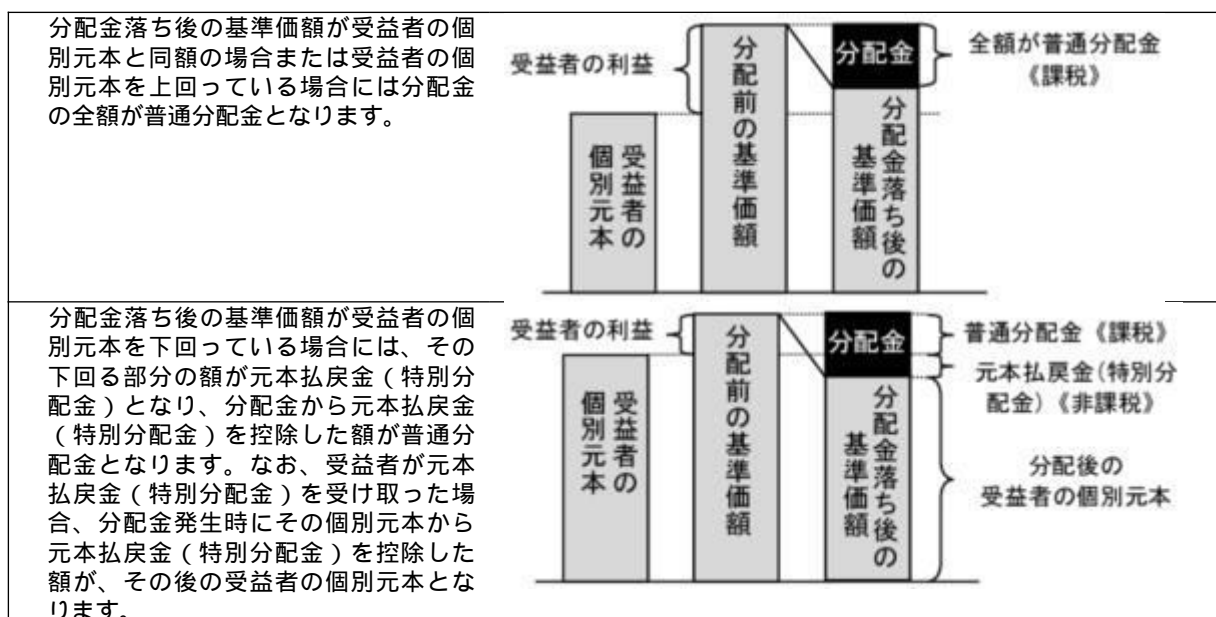 分配金落ち後の基準価額が受益者の個
別元本と同額の場合または受益者の個
別元本を上回っている場合には分配金
の全額が普通分配金となります。
受益者の利益
受益者の
個別元本
分配前の基準価額
分配金
分配金落ち後の
基準価額
全額が普通分配金
《課税》
分配金落ち後の基準価額が受益者の個
別元本を下回っている場合には、その
下回る部分の額が元本払戻金（特別分
配金）となり、分配金から元本払戻金
（特別分配金）を控除した額が普通分
配金となります。なお、受益者が元本
払戻金（特別分配金）を受け取った場
合、分配金発生時にその個別元本から
元本払戻金（特別分配金）を控除した
額が、その後の受益者の個別元本とな
ります。
受益者の利益
受益者の
個別元本
分配前の基準価額
分配金
分配金落ち後の
基準価額
普通分配金《課税》
元本払戻金(特別分
配金)《非課税》
分配後の
受益者の個別元本